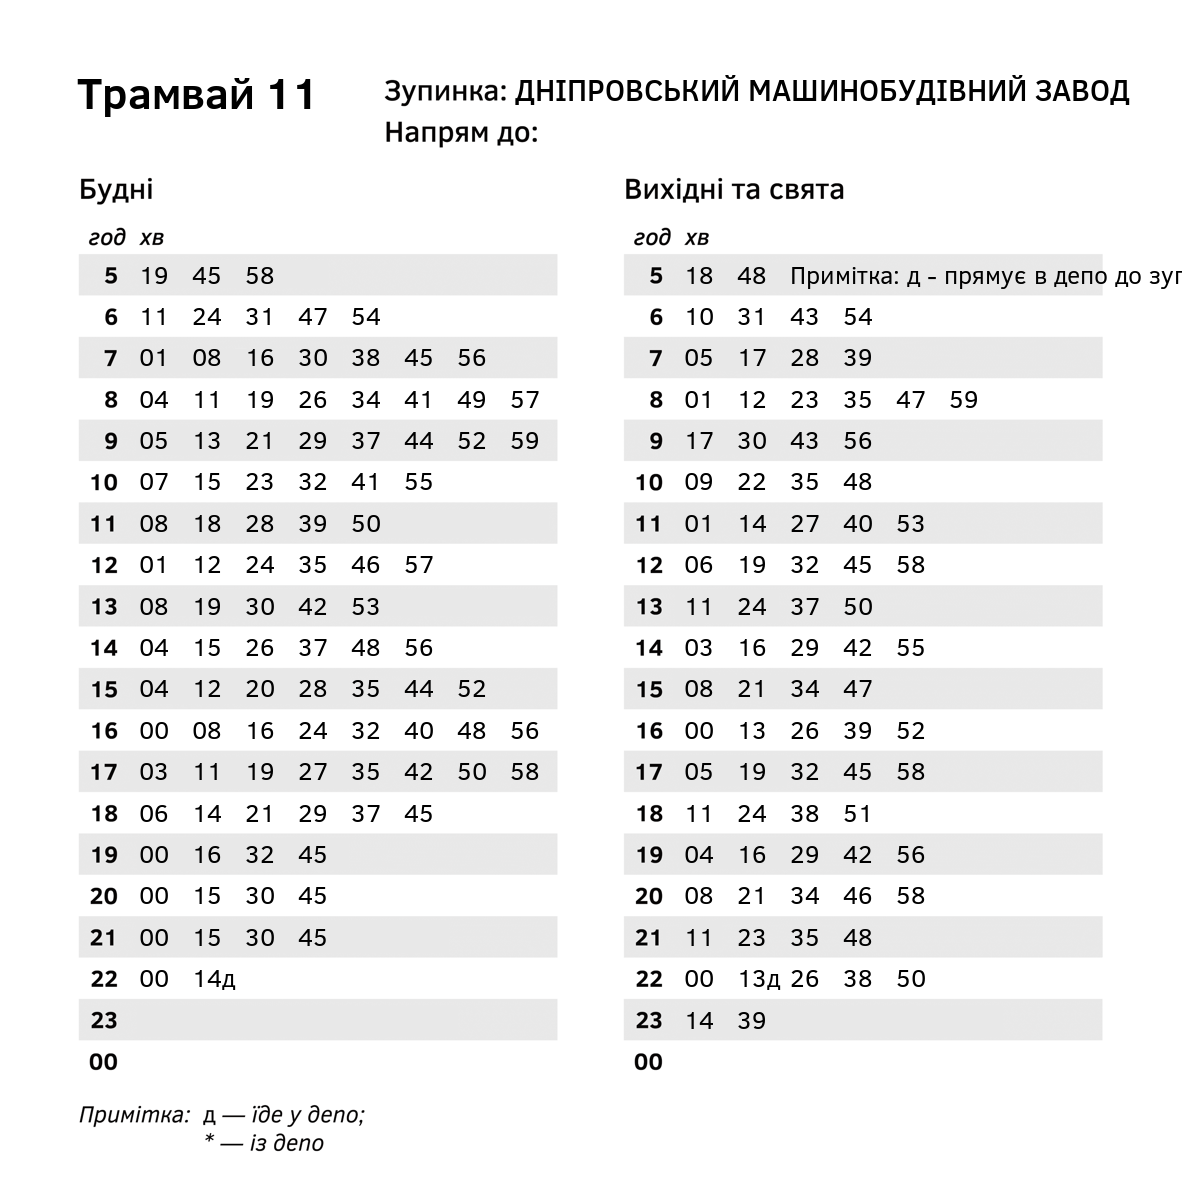 Трамвай 11
Зупинка: ДНІПРОВСЬКИЙ МАШИНОБУДІВНИЙ ЗАВОД
Напрям до:
Будні
год хв
5 19 45 58
6 11 24 31 47 54
7 01 08 16 30 38 45 56
8 04 11 19 26 34 41 49 57
9 05 13 21 29 37 44 52 59
10 07 15 23 32 41 55
11 08 18 28 39 50
12 01 12 24 35 46 57
13 08 19 30 42 53
14 04 15 26 37 48 56
15 04 12 20 28 35 44 52
16 00 08 16 24 32 40 48 56
17 03 11 19 27 35 42 50 58
18 06 14 21 29 37 45
19 00 16 32 45
20 00 15 30 45
21 00 15 30 45
22 00 14д
23
00
Вихідні та свята
год хв
5 18 48 Примітка: д - прямує в депо до
6 10 31 43 54
7 05 17 28 39
8 01 12 23 35 47 59
9 17 30 43 56
10 09 22 35 48
11 01 14 27 40 53
12 06 19 32 45 58
13 11 24 37 50
14 03 16 29 42 55
15 08 21 34 47
16 00 13 26 39 52
17 05 19 32 45 58
18 11 24 38 51
19 04 16 29 42 56
20 08 21 34 46 58
21 11 23 35 48
22 00 13д 26 38 50
23 14 39
00
Примітка: д — їде у депо;
* — із депо